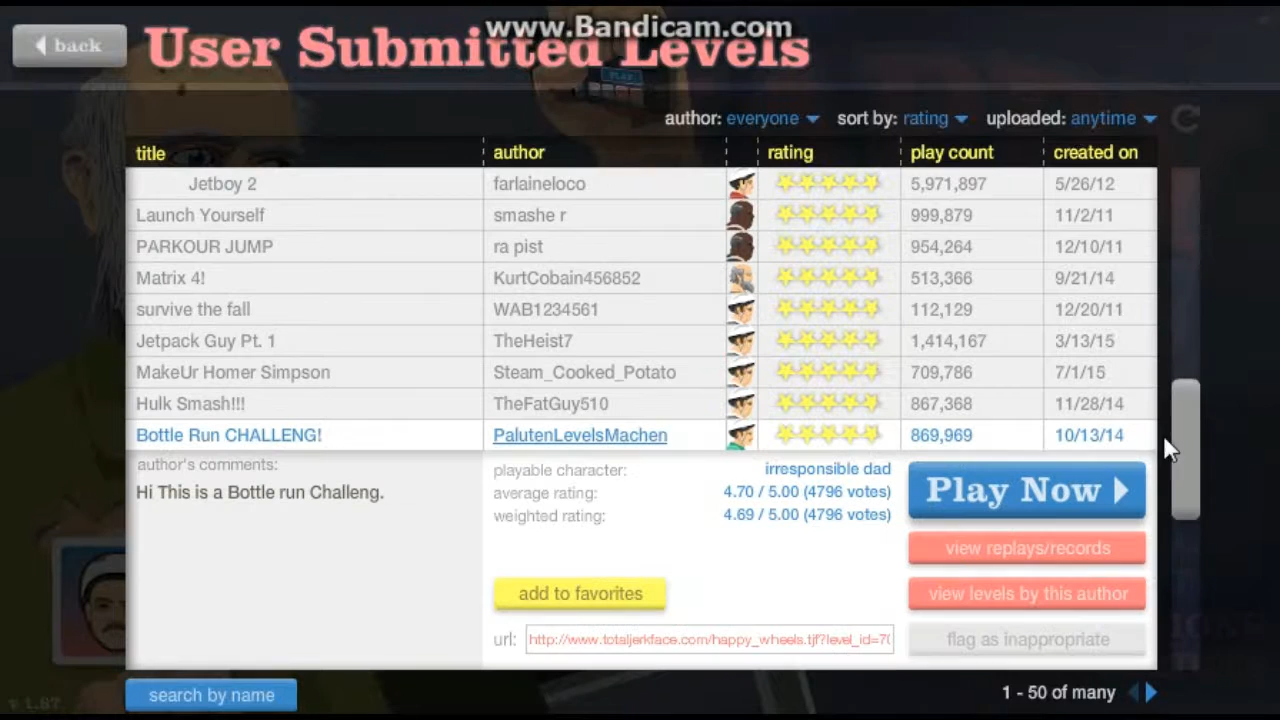 www.Bandicam.com
back
User Submitted Levels
PLAY
author: everyone sort by: rating uploaded: anytime
title author rating play count created on
Jetboy 2 farlaineloco 5,971,897 5/26/12
Launch Yourself smashe r 999,879 11/2/11
PARKOUR JUMP ra pist 954,264 12/10/11
Matrix 4! KurtCobain456852 513,366 9/21/14
survive the fall WAB1234561 112,129 12/20/11
Jetpack Guy Pt. 1 TheHeist7 1,414,167 3/13/15
MakeUr Homer Simpson Steam_Cooked_Potato 709,786 7/1/15
Hulk Smash!!! TheFatGuy510 867,368 11/28/14
Bottle Run CHALLENG! PalutenLevelsMachen 869,969 10/13/14
author's comments:
Hi This is a Bottle run Challeng.
playable character: irresponsible dad
average rating: 4.70 / 5.00 (4796 votes)
weighted rating: 4.69 / 5.00 (4796 votes)
Play Now
view replays/records
add to favorites
view levels by this author
url: http://www.totaljerkface.com/happy_wheels.tjf?level_id=7
flag as inappropriate
search by name
1 - 50 of many
v 1.87